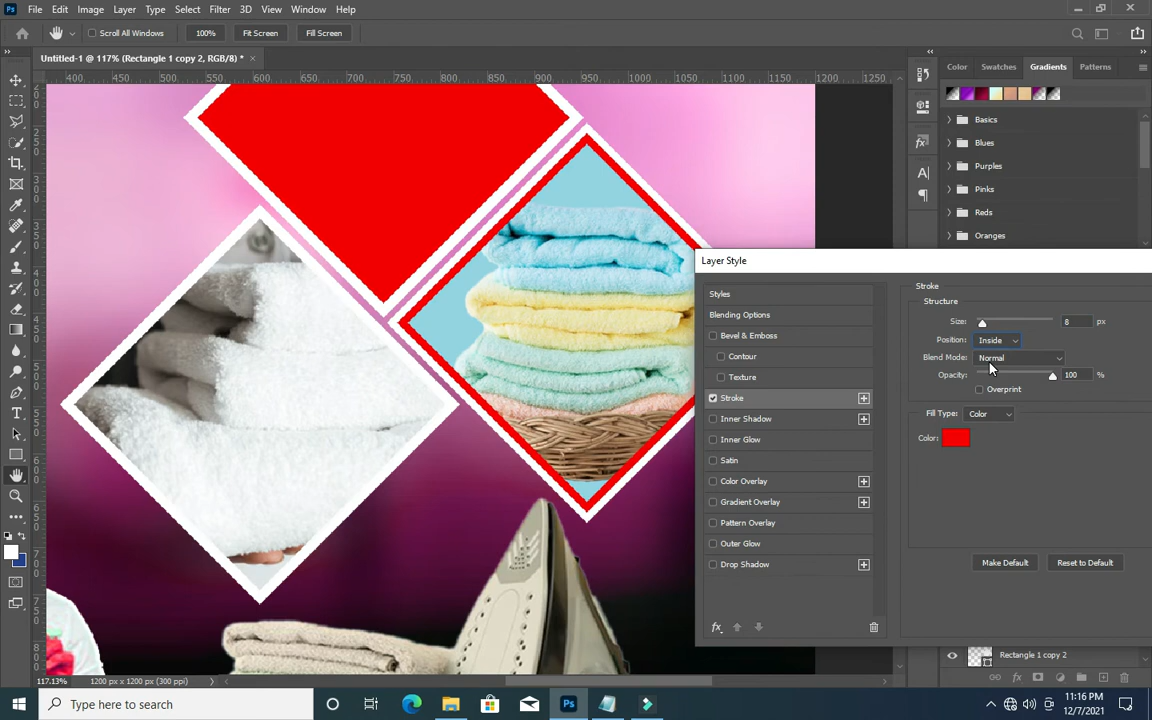 Ps File Edit Image Layer Type Select Filter 3D View Window Help
Scroll All Windows 100% Fit Screen Fill Screen
Untitled-1 @ 117% (Rectangle 1 copy 2, RGB/8) * ×
400 450 500 550 600 650 700 750 800 850 900 950 1000 1050 1100 1150 1200 1250
Color Swatches Gradients Patterns
Basics
Blues
Purples
Pinks
Reds
Oranges
Layer Style
Styles
Blending Options
Bevel & Emboss
Contour
Texture
Stroke
Inner Shadow
Inner Glow
Satin
Color Overlay
Gradient Overlay
Pattern Overlay
Outer Glow
Drop Shadow
fx
Stroke
Structure
Size: 8 px
Position: Inside
Blend Mode: Normal
Opacity: 100 %
Overprint
Fill Type: Color
Color:
Make Default Reset to Default
Rectangle 1 copy 2
117.13% 1200 px x 1200 px (300 ppi)
Type here to search
11:16 PM
12/7/2021